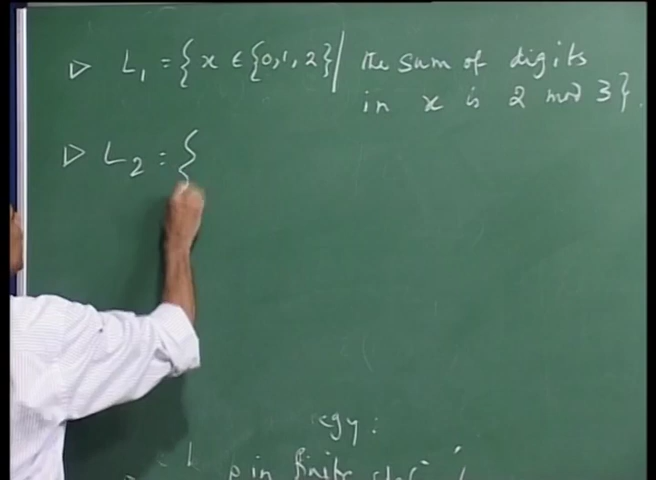 ▷ L₁ = { x ∈ {0,1,2} | the sum of digits
in x is 2 mod 3}.
▷ L₂ = {
egy:
in finite